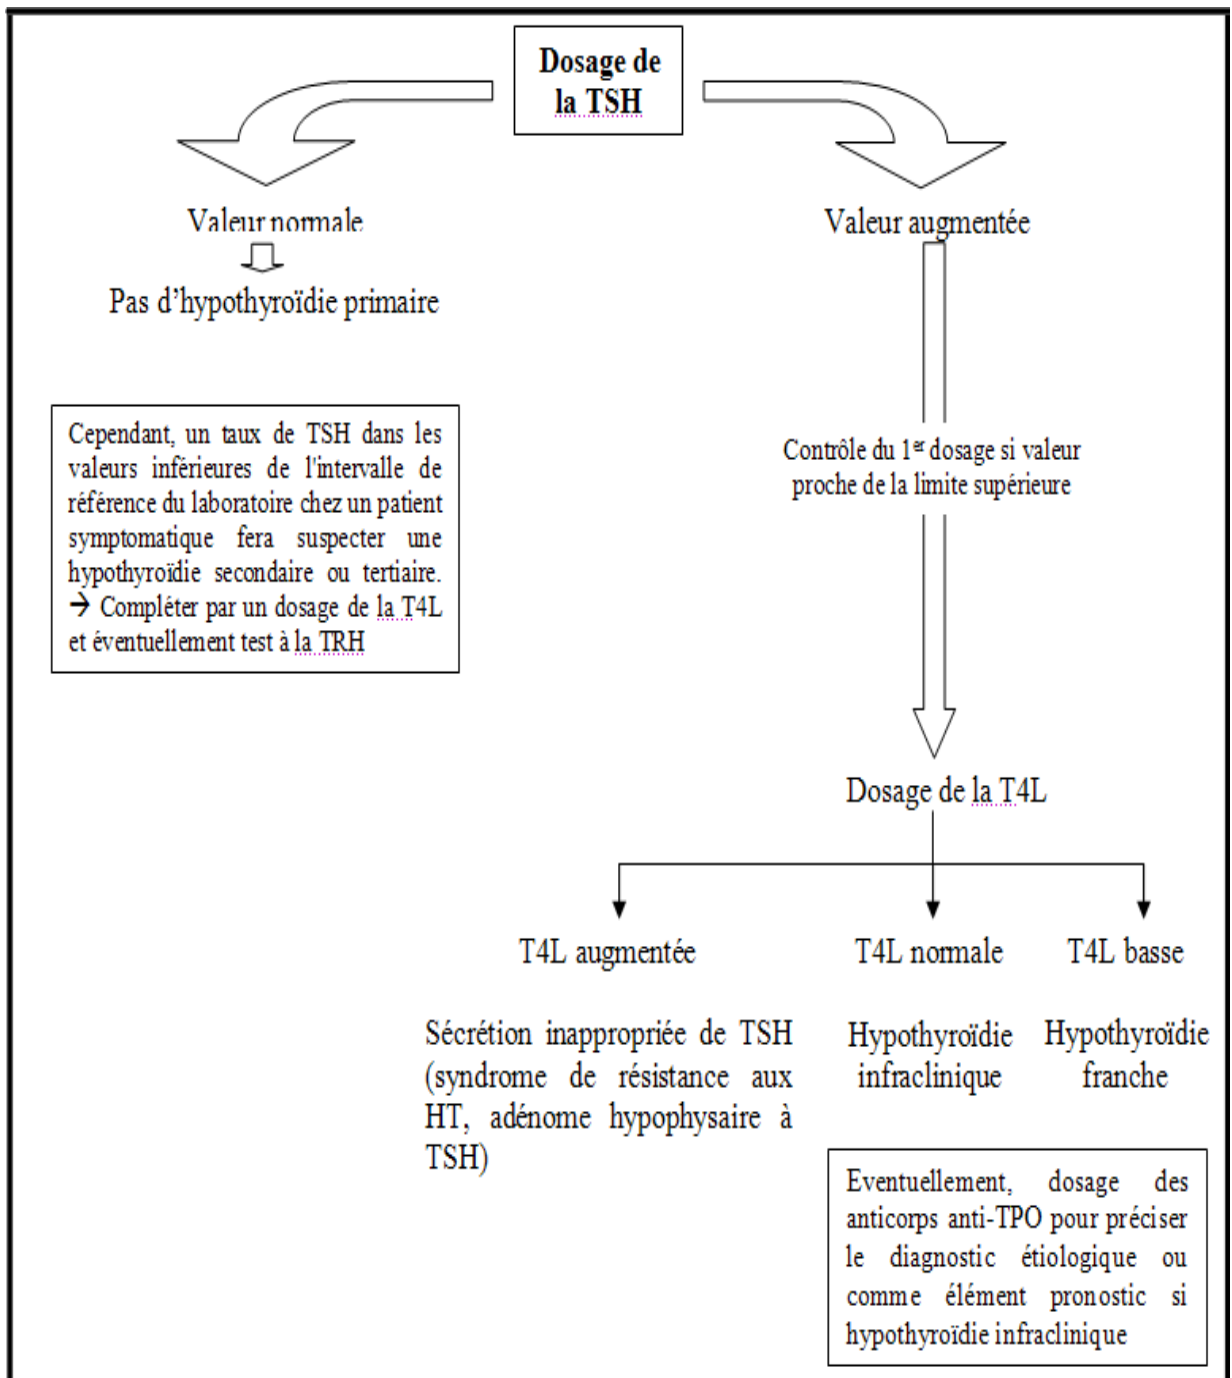 Dosage de
la TSH
Valeur normale
Valeur augmentée
Pas d’hypothyroïdie primaire
Cependant, un taux de TSH dans les
valeurs inférieures de l'intervalle de
référence du laboratoire chez un patient
symptomatique fera suspecter une
hypothyroïdie secondaire ou tertiaire.
→ Compléter par un dosage de la T4L
et éventuellement test à la TRH
Contrôle du 1er dosage si valeur
proche de la limite supérieure
Dosage de la T4L
T4L augmentée
T4L normale
T4L basse
Sécrétion inappropriée de TSH
(syndrome de résistance aux
HT, adénome hypophysaire à
TSH)
Hypothyroïdie
infraclinique
Hypothyroïdie
franche
Eventuellement, dosage des
anticorps anti-TPO pour préciser
le diagnostic étiologique ou
comme élément pronostic si
hypothyroïdie infraclinique